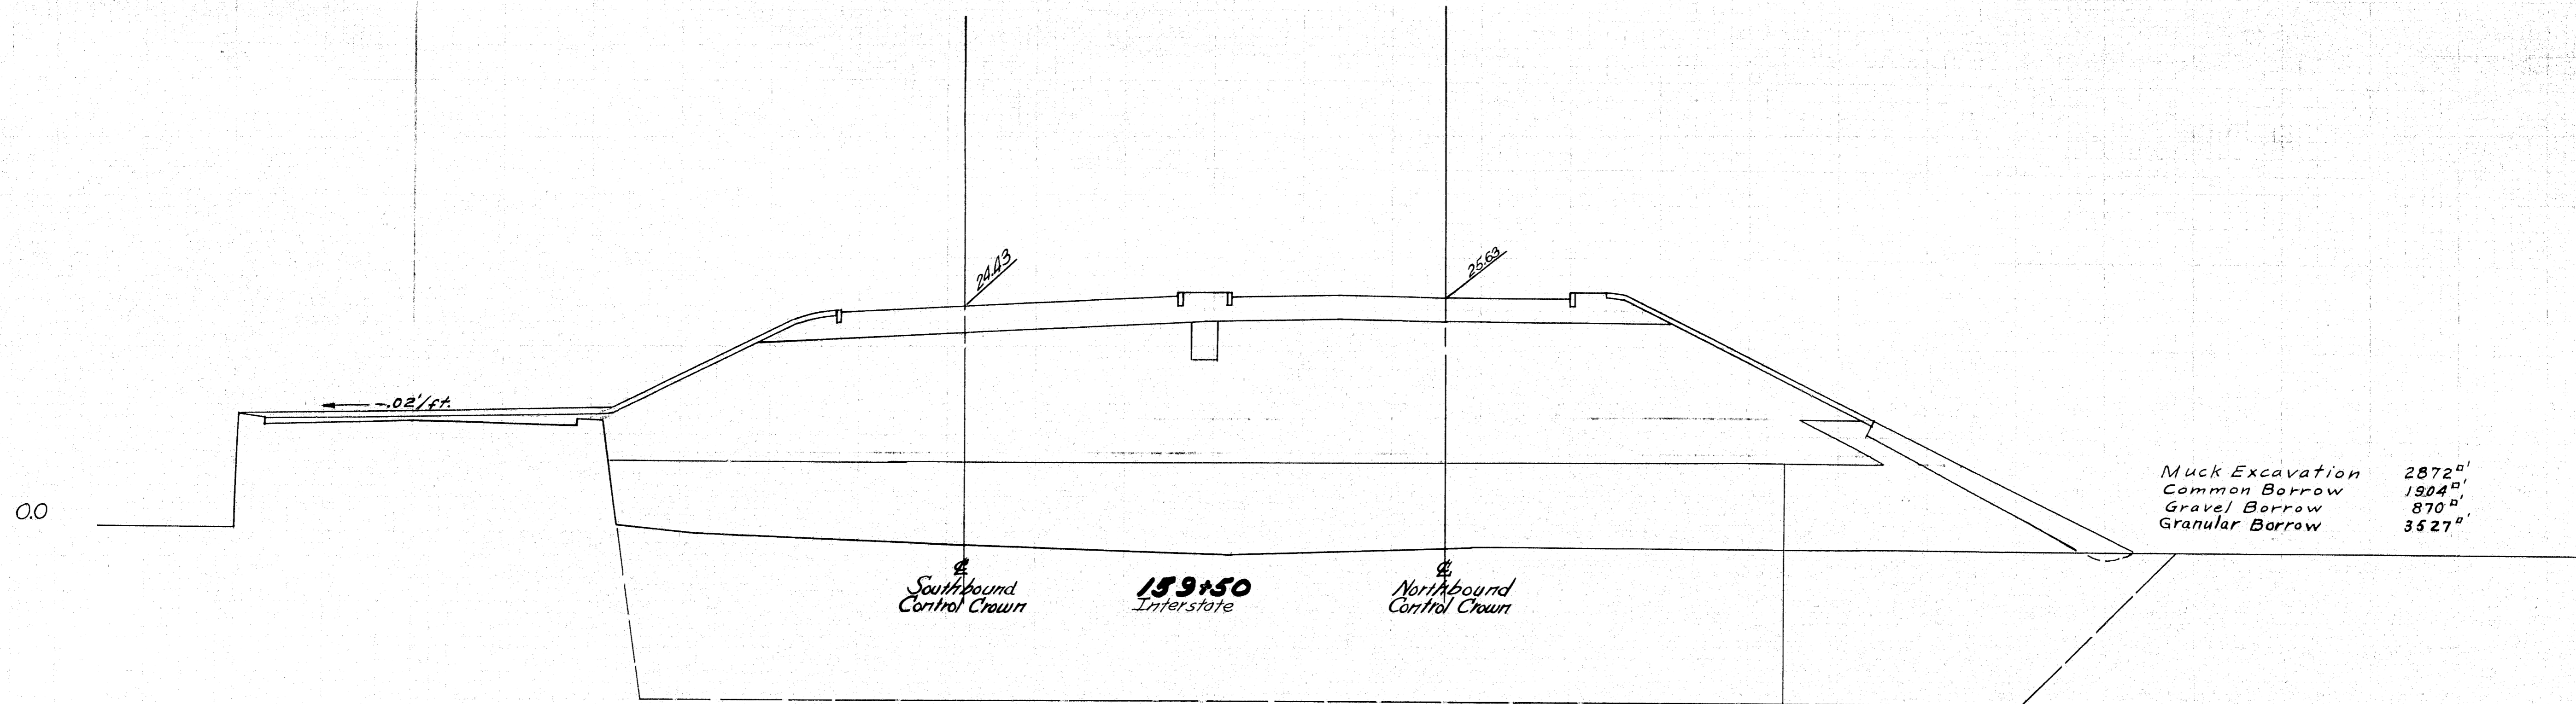 24.43
25.63
-.02'/ft.
Muck Excavation 2872□'
Common Borrow 1904□'
Gravel Borrow 870□'
Granular Borrow 3527□'
0.0
℄
Southbound
Control Crown
159+50
Interstate
℄
Northbound
Control Crown